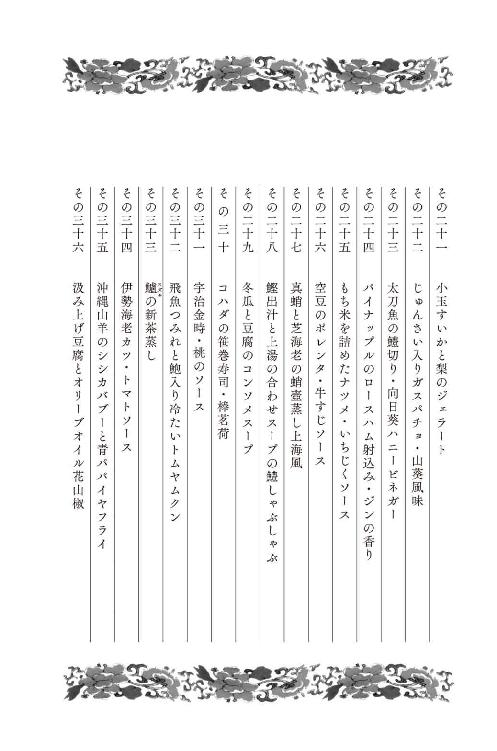 その二十一 小玉すいかと梨のジェラート
その二十二 じゅんさい入りガスパチョ・山葵風味
その二十三 太刀魚の鱧切り・向日葵ハニービネガー
その二十四 パイナップルのロースハム射込み・ジンの香り
その二十五 もち米を詰めたナツメ・いちじくソース
その二十六 空豆のポレンタ・牛すじソース
その二十七 真蛸と芝海老の蛸壺蒸し上海風
その二十八 鰹出汁と上湯の合わせスープの鱧しゃぶしゃぶ
その二十九 冬瓜と豆腐のコンソメスープ
その三十 コハダの笹巻寿司・棒茗荷
その三十一 宇治金時・桃のソース
その三十二 飛魚つみれと鮑入り冷たいトムヤムクン
その三十三 鱸の新茶蒸し
その三十四 伊勢海老カツ・トマトソース
その三十五 沖縄山羊のシシカバブーと青パパイヤフライ
その三十六 汲み上げ豆腐とオリーブオイル花山椒